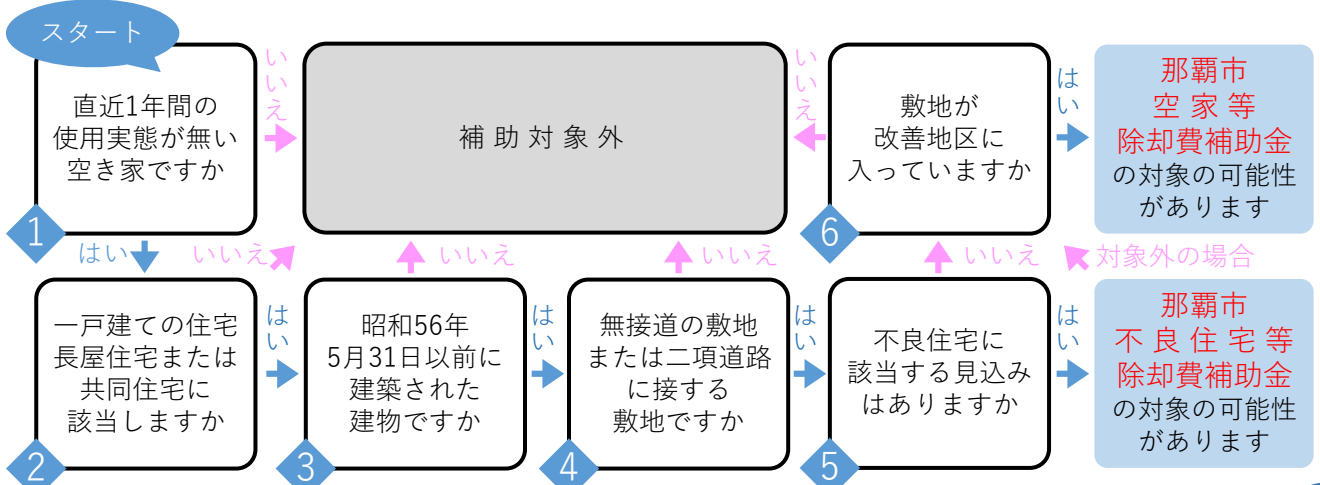 スタート
直近1年間の
使用実態が無い
空き家ですか
1
いいえ
はい
補助対象外
いいえ
敷地が
改善地区に
入っていますか
6
はい
那覇市
空家等
除却費補助金
の対象の可能性
があります
いいえ
いいえ
いいえ
いいえ
対象外の場合
一戸建ての住宅
長屋住宅または
共同住宅に
該当しますか
2
はい
昭和56年
5月31日以前に
建築された
建物ですか
3
はい
無接道の敷地
または二項道路
に接する
敷地ですか
4
はい
不良住宅に
該当する見込み
はありますか
5
はい
那覇市
不良住宅等
除却費補助金
の対象の可能性
があります